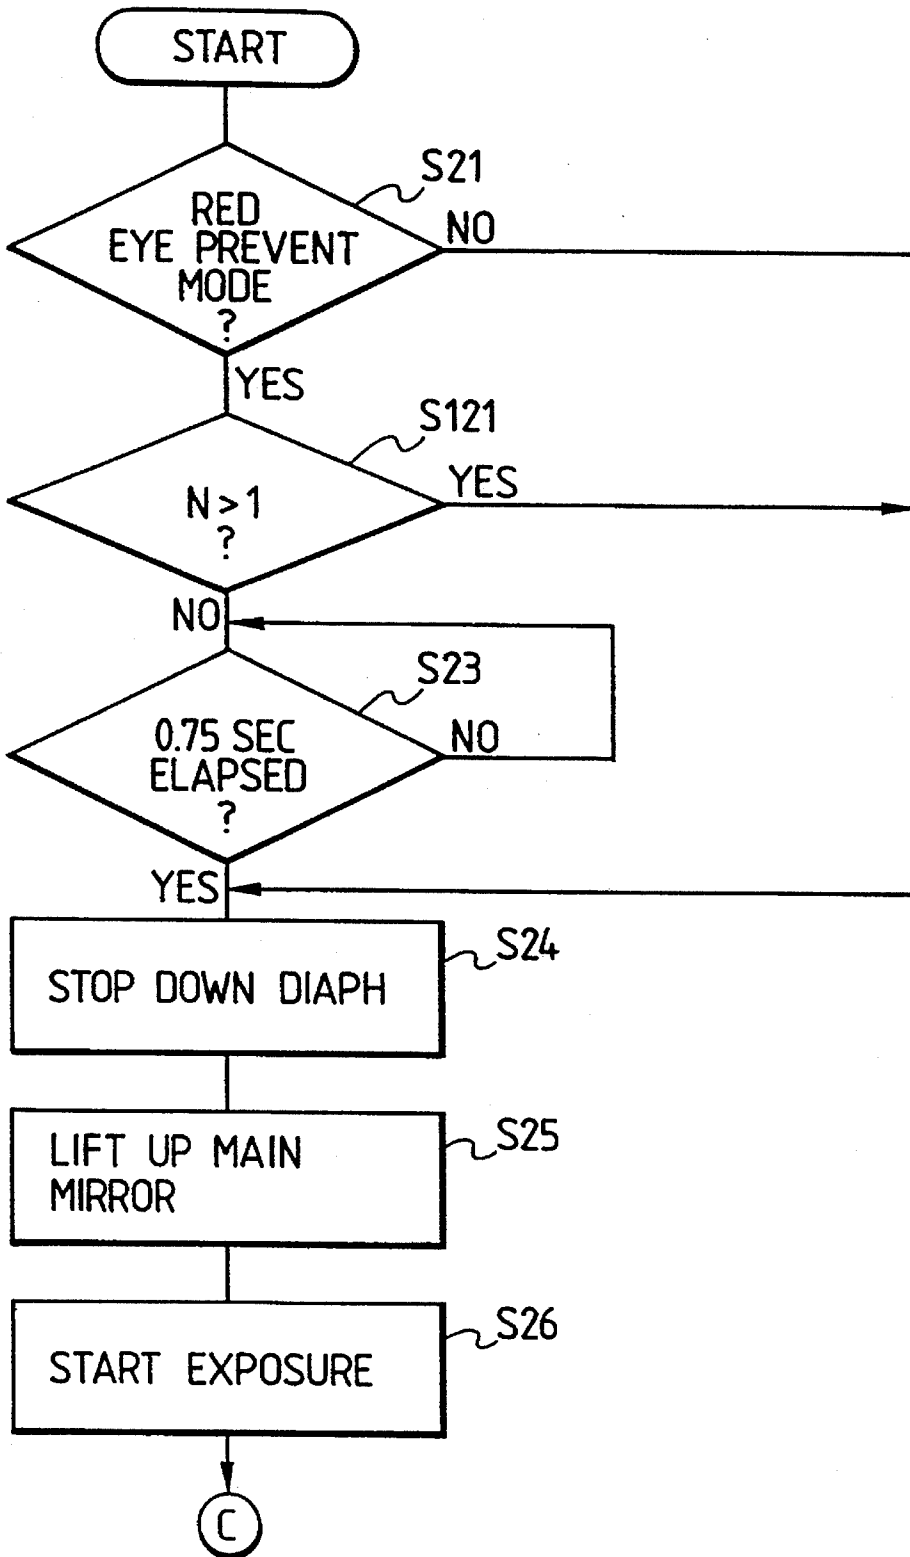 START
S21
RED
EYE PREVENT
MODE
?
NO
YES
S121
N>1
?
YES
NO
S23
0.75 SEC
ELAPSED
?
NO
YES
S24
STOP DOWN DIAPH
S25
LIFT UP MAIN
MIRROR
S26
START EXPOSURE
C